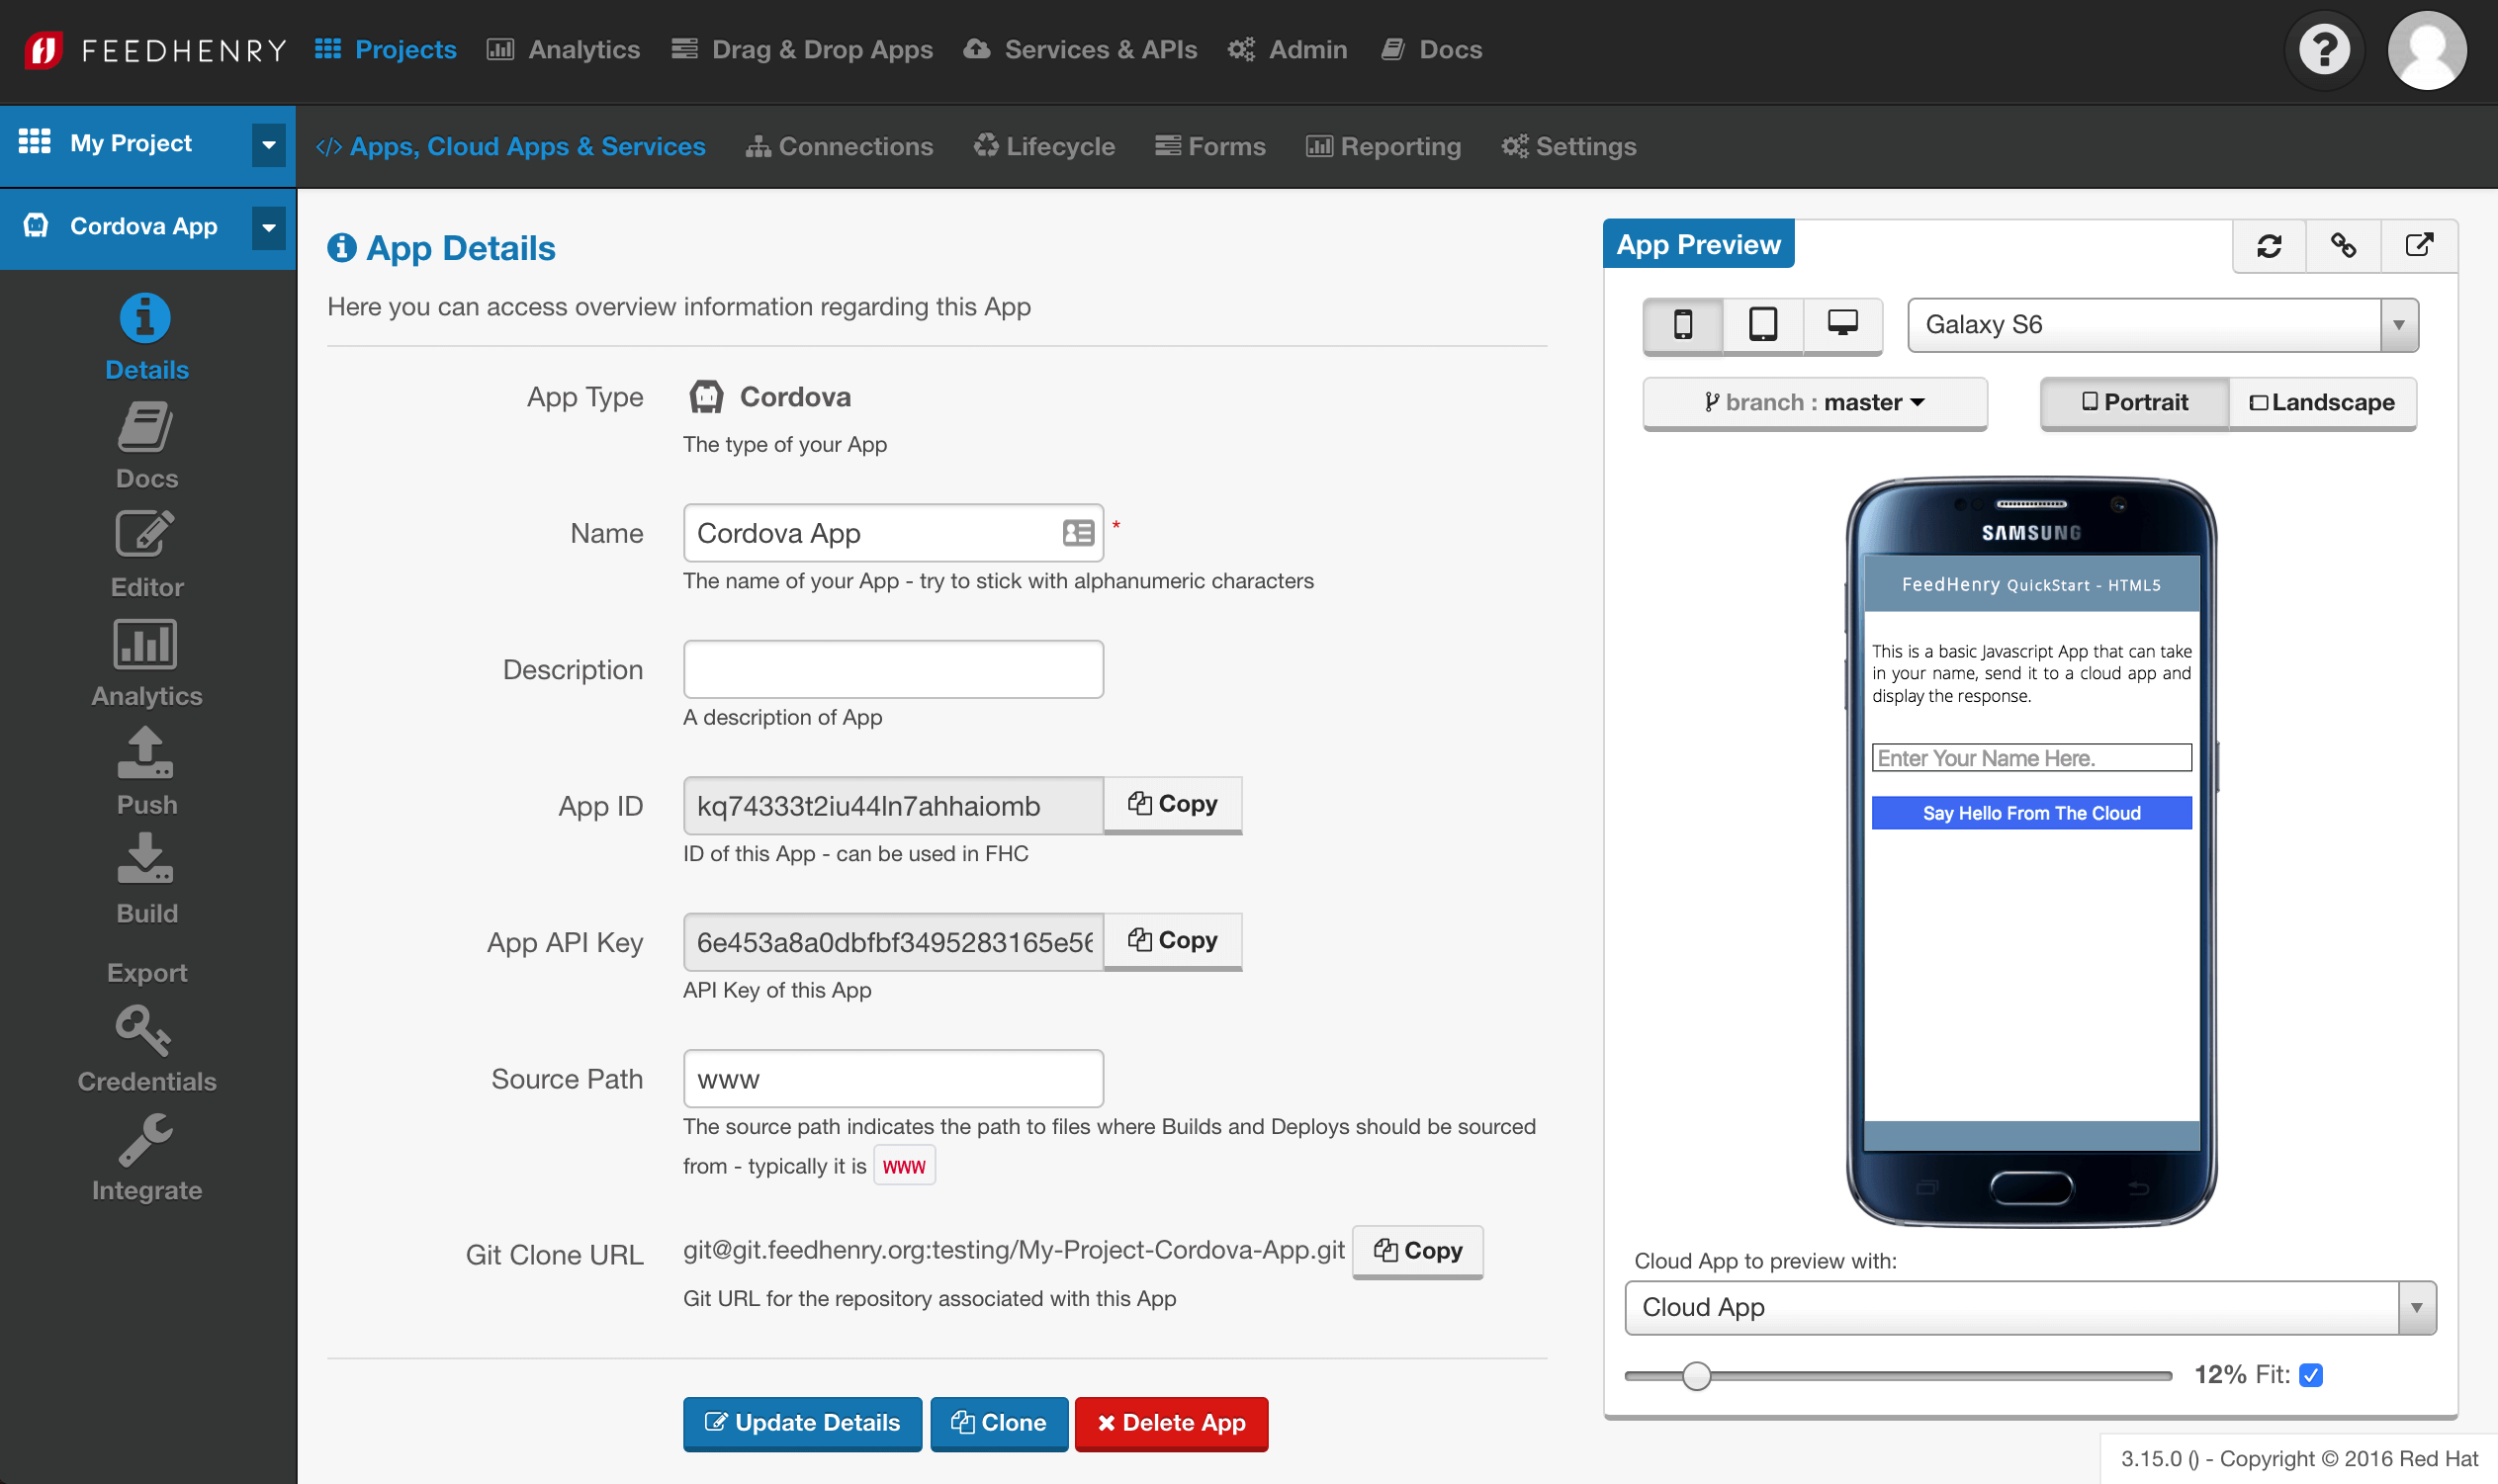 FEEDHENRY
Projects
Analytics
Drag & Drop Apps
Services & APIs
Admin
Docs
My Project
</> Apps, Cloud Apps & Services
Connections
Lifecycle
Forms
Reporting
Settings
Cordova App
Details
Docs
Editor
Analytics
Push
Build
Export
Credentials
Integrate
App Details
Here you can access overview information regarding this App
App Type
Cordova
The type of your App
Name
Cordova App
*
The name of your App - try to stick with alphanumeric characters
Description
A description of App
App ID
kq74333t2iu44ln7ahhaiomb
Copy
ID of this App - can be used in FHC
App API Key
6e453a8a0dbfbf3495283165e56
Copy
API Key of this App
Source Path
www
The source path indicates the path to files where Builds and Deploys should be sourced
from - typically it is www
Git Clone URL
git@git.feedhenry.org:testing/My-Project-Cordova-App.git
Copy
Git URL for the repository associated with this App
Update Details
Clone
Delete App
App Preview
Galaxy S6
branch : master
Portrait
Landscape
SAMSUNG
FeedHenry QuickStart - HTML5
This is a basic Javascript App that can take
in your name, send it to a cloud app and
display the response.
Enter Your Name Here.
Say Hello From The Cloud
Cloud App to preview with:
Cloud App
12% Fit:
3.15.0 () - Copyright © 2016 Red Hat